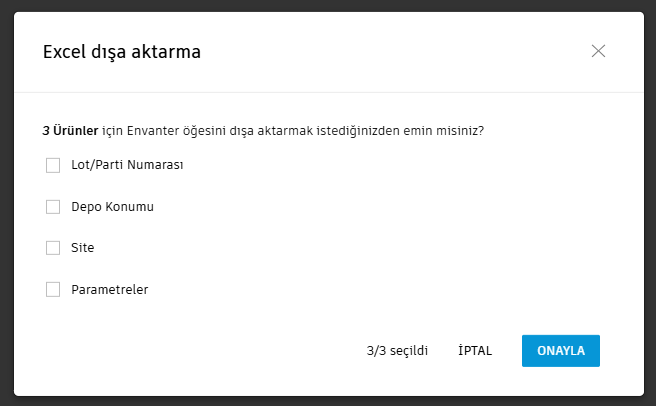 Excel dışa aktarma
3 Ürünler için Envanter öğesini dışa aktarmak istediğinizden emin misiniz?
Lot/Parti Numarası
Depo Konumu
Site
Parametreler
3/3 seçildi İPTAL ONAYLA